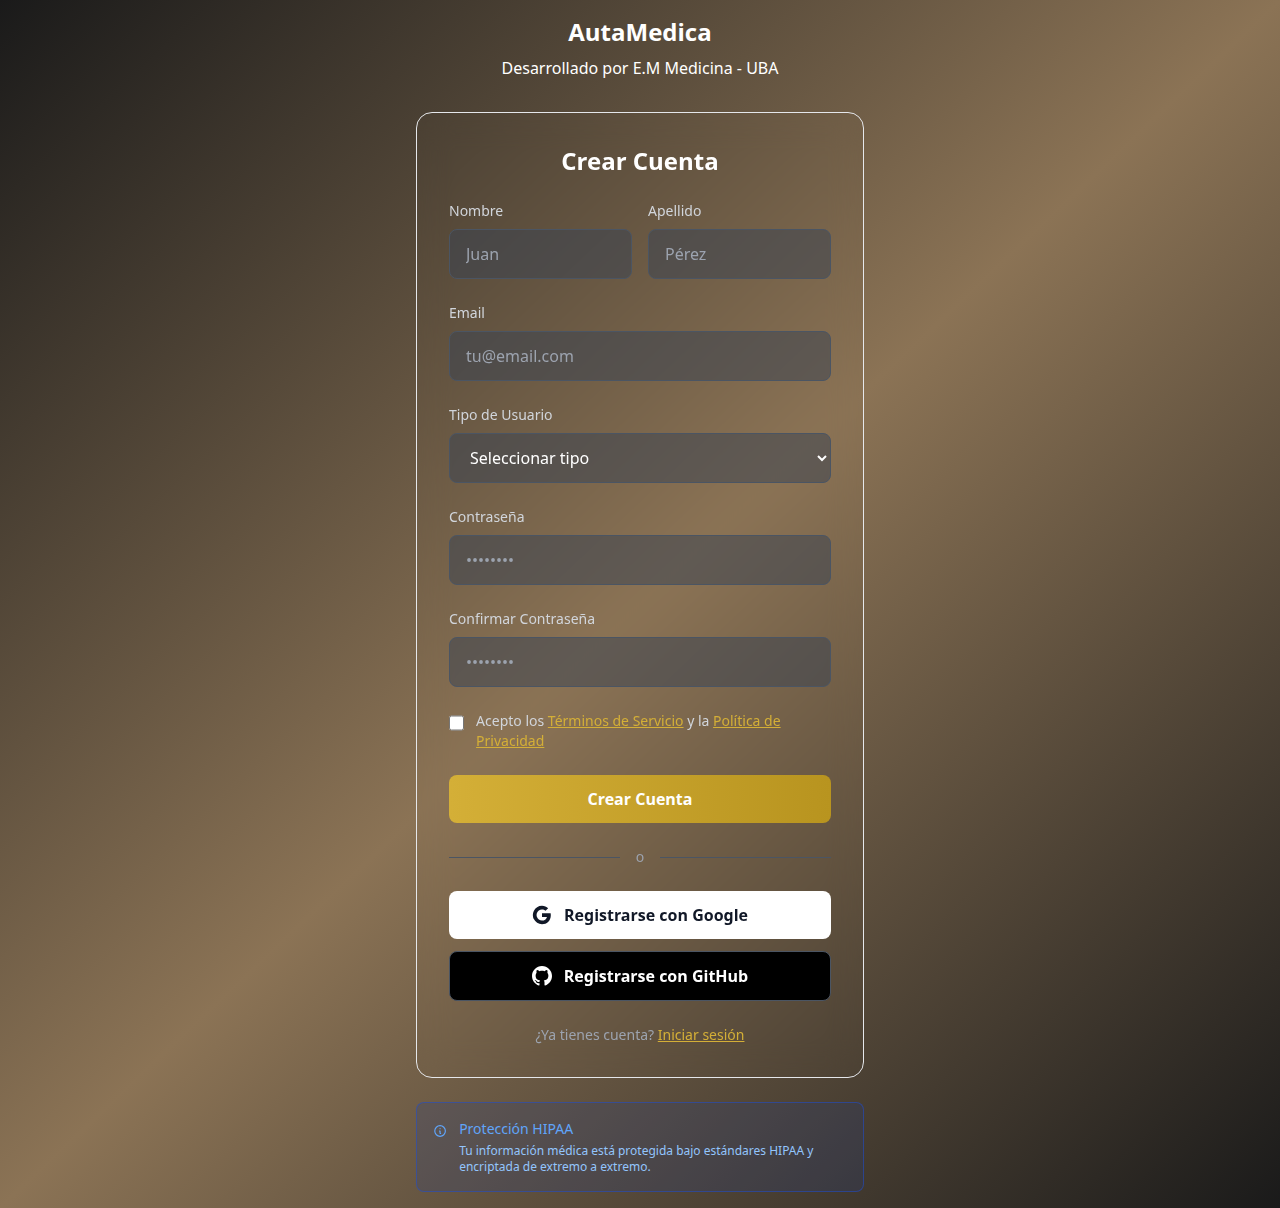 AutaMedica
Desarrollado por E.M Medicina - UBA
Crear Cuenta
Nombre
Apellido
Juan
Pérez
Email
tu@email.com
Tipo de Usuario
Seleccionar tipo
Contraseña
••••••••
Confirmar Contraseña
••••••••
Acepto los Términos de Servicio y la Política de
Privacidad
Crear Cuenta
o
Registrarse con Google
Registrarse con GitHub
¿Ya tienes cuenta? Iniciar sesión
Protección HIPAA
Tu información médica está protegida bajo estándares HIPAA y
encriptada de extremo a extremo.